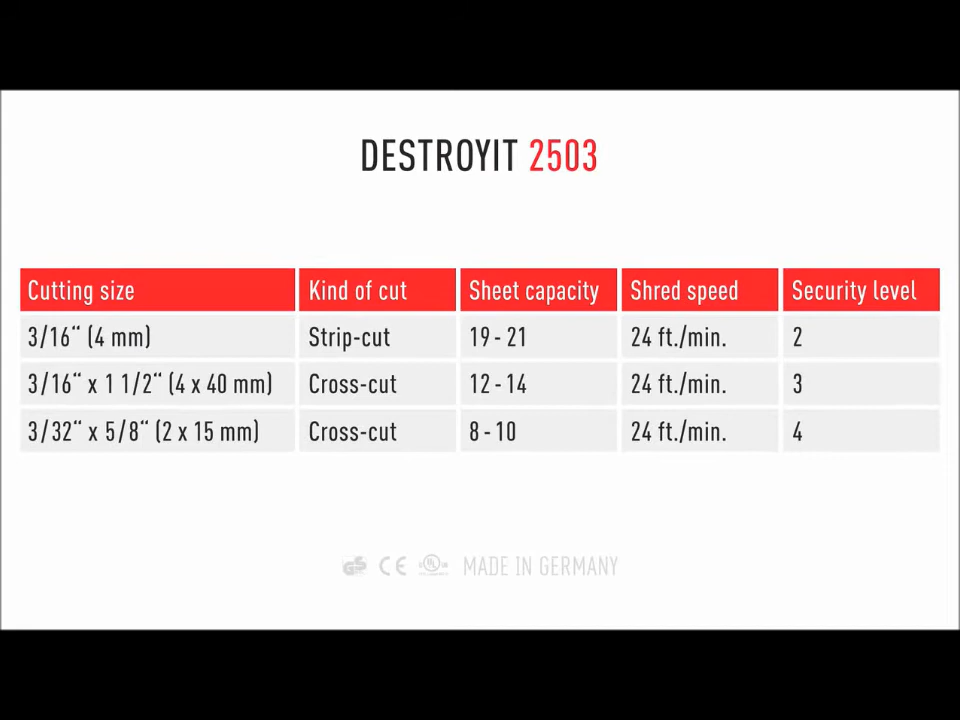 DESTROYIT 2503
Cutting size Kind of cut Sheet capacity Shred speed Security level
3/16“ (4 mm) Strip-cut 19 - 21 24 ft./min. 2
3/16“ x 1 1/2“ (4 x 40 mm) Cross-cut 12 - 14 24 ft./min. 3
3/32“ x 5/8“ (2 x 15 mm) Cross-cut 8 - 10 24 ft./min. 4
GS CE UL MADE IN GERMANY